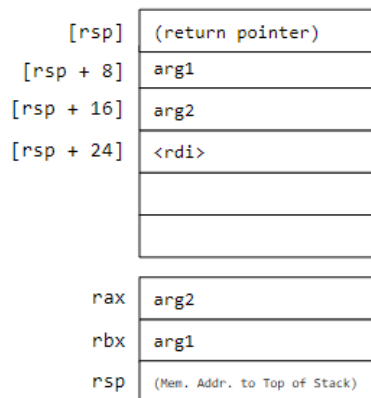 [rsp] (return pointer)
[rsp + 8] arg1
[rsp + 16] arg2
[rsp + 24] <rdi>
rax arg2
rbx arg1
rsp (Mem. Addr. to Top of Stack)